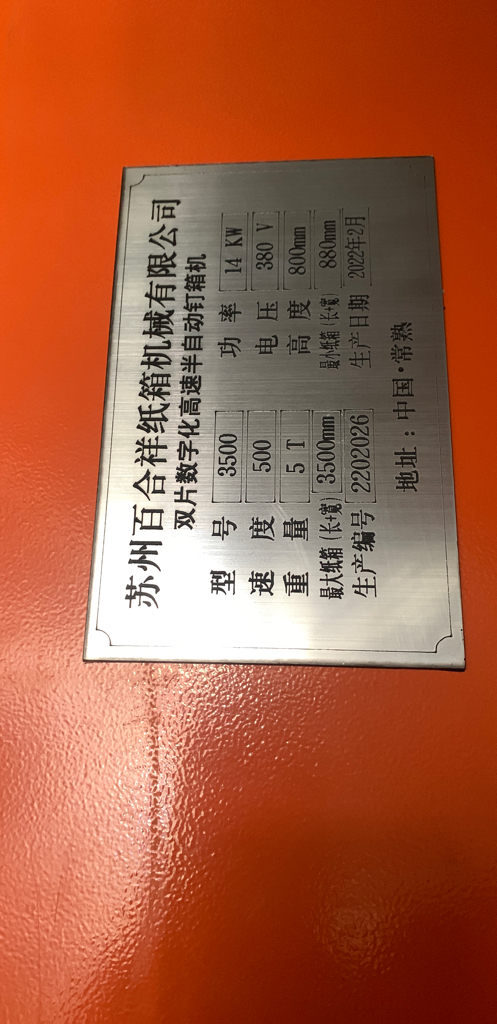 苏州百合祥纸箱机械有限公司
双片数字化高速半自动钉箱机
型号 3500 功率 14 KW
速度 500 电压 380 V
重量 5 T 高度 800mm
最大纸箱(长+宽) 3500mm 最小纸箱(长+宽) 880mm
生产编号 2202026 生产日期 2022年2月
地址：中国·常熟